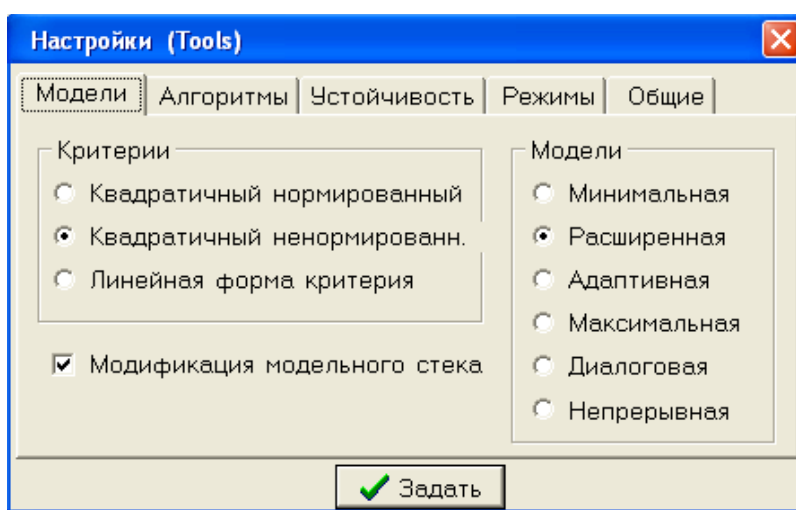 Настройки (Tools)
Модели Алгоритмы Устойчивость Режимы Общие
Критерии
Квадратичный нормированный
Квадратичный ненормированн.
Линейная форма критерия
Модификация модельного стека
Модели
Минимальная
Расширенная
Адаптивная
Максимальная
Диалоговая
Непрерывная
Задать